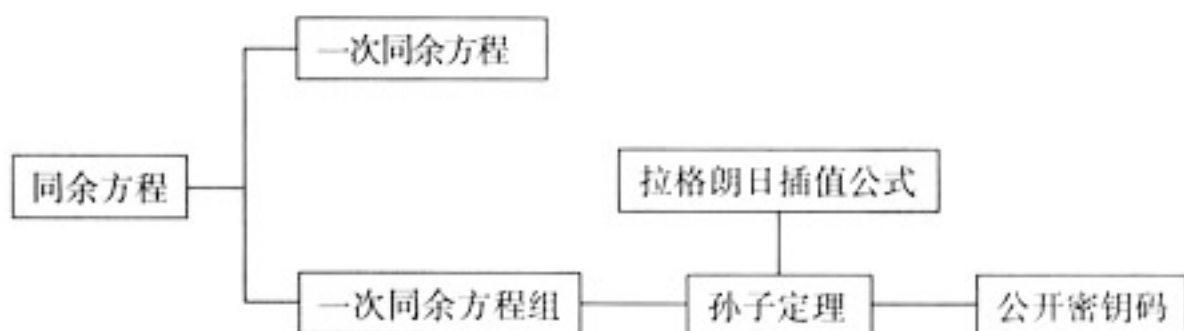 一次同余方程
同余方程
拉格朗日插值公式
一次同余方程组
孙子定理
公开密钥码